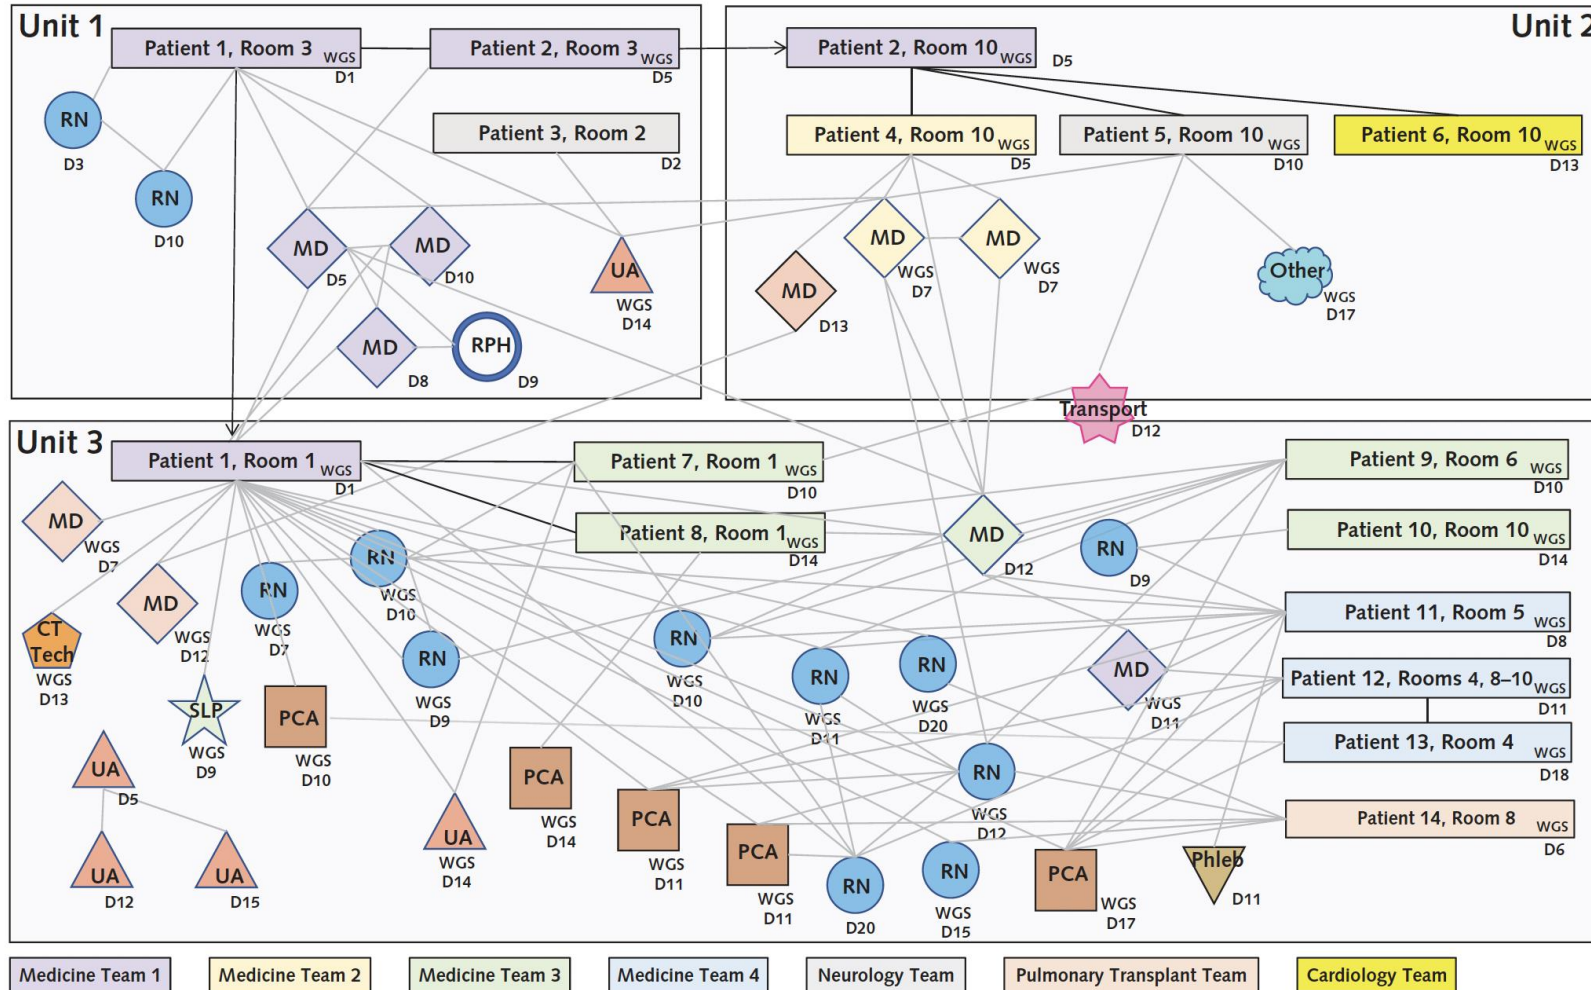 Unit 1
Patient 1, Room 3 WGS
D1
Patient 2, Room 3 WGS
D5
RN
D3
Patient 3, Room 2
D2
RN
D10
MD
D5
MD
D10
UA
WGS
D14
MD
D8
RPH
D9
Unit 2
Patient 2, Room 10 WGS
D5
Patient 4, Room 10 WGS
D5
Patient 5, Room 10 WGS
D10
Patient 6, Room 10 WGS
D13
MD
WGS
D7
MD
WGS
D7
MD
D13
Other
WGS
D17
Transport
D12
Unit 3
Patient 1, Room 1 WGS
D1
Patient 7, Room 1 WGS
D10
Patient 9, Room 6 WGS
D10
MD
WGS
D7
Patient 8, Room 1 WGS
D14
MD
D12
RN
D9
Patient 10, Room 10 WGS
D14
RN
WGS
D10
MD
WGS
D12
RN
WGS
D7
Patient 11, Room 5 WGS
D8
CT
Tech
WGS
D13
RN
WGS
D9
RN
WGS
D10
RN
WGS
D11
RN
WGS
D20
MD
WGS
D11
Patient 12, Rooms 4, 8–10 WGS
D11
SLP
WGS
D9
PCA
WGS
D10
Patient 13, Room 4 WGS
D18
UA
D5
PCA
WGS
D14
RN
WGS
D12
UA
WGS
D14
PCA
WGS
D11
Patient 14, Room 8 WGS
D6
PCA
WGS
D11
UA
D12
UA
D15
RN
D20
RN
WGS
D15
PCA
WGS
D17
Phleb
D11
Medicine Team 1
Medicine Team 2
Medicine Team 3
Medicine Team 4
Neurology Team
Pulmonary Transplant Team
Cardiology Team